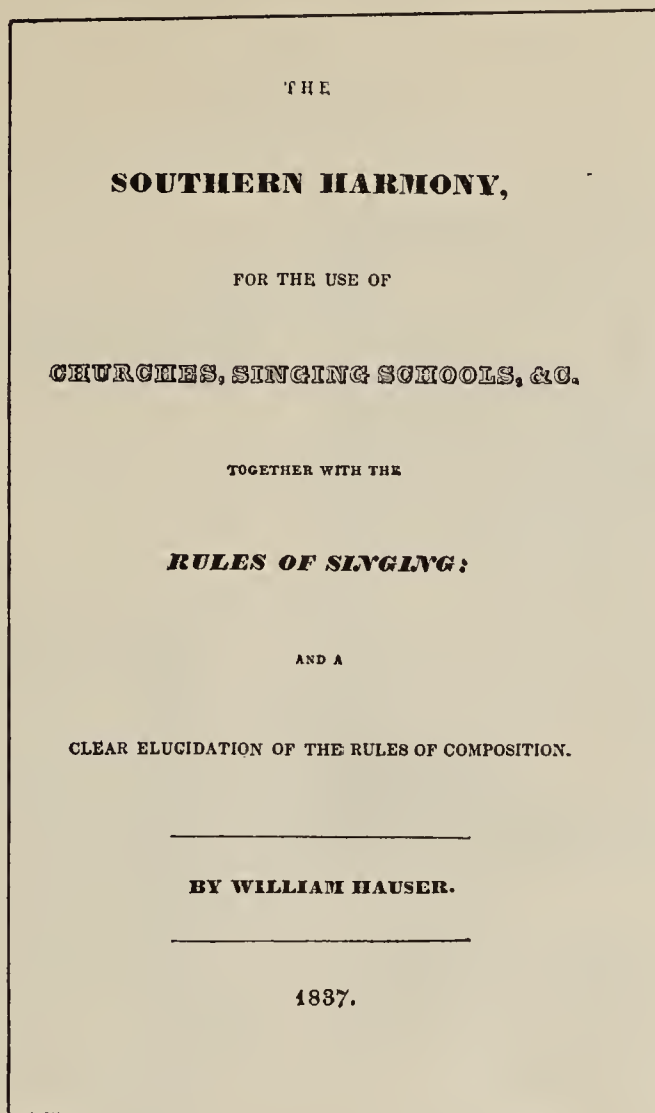 THE
SOUTHERN HARMONY,
FOR THE USE OF
CHURCHES, SINGING SCHOOLS, &C.
TOGETHER WITH THE
RULES OF SINGING:
AND A
CLEAR ELUCIDATION OF THE RULES OF COMPOSITION.
BY WILLIAM HAUSER.
1837.